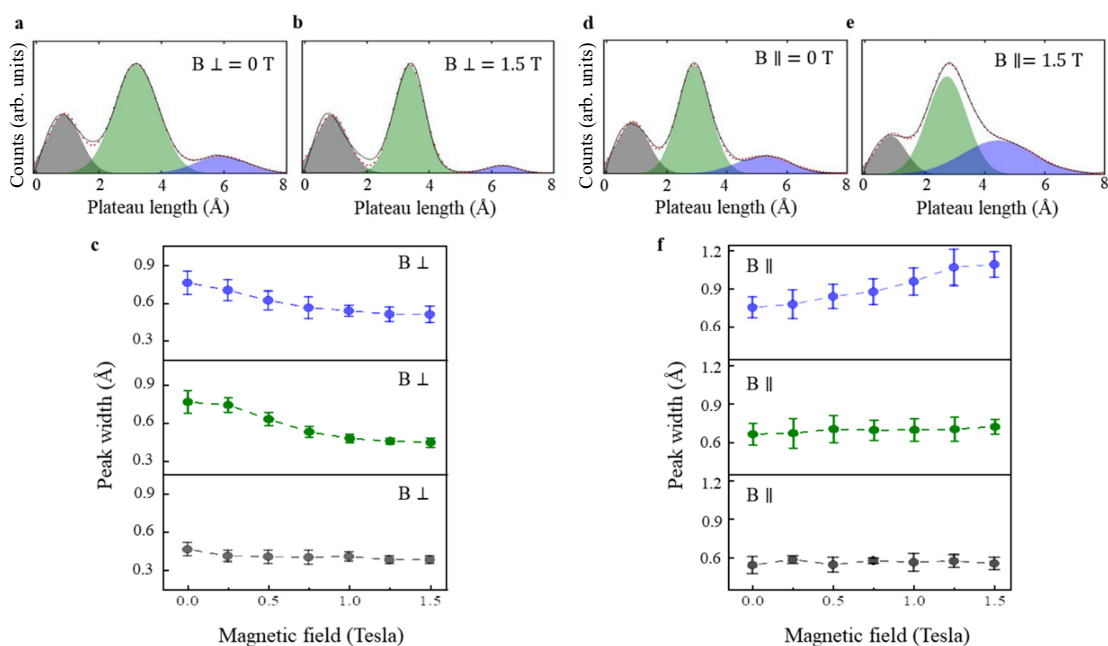 a
b
d
e
B ⊥ = 0 T
B ⊥ = 1.5 T
B ∥ = 0 T
B ∥= 1.5 T
Counts (arb. units)
Counts (arb. units)
0 2 4 6 8
0 2 4 6 8
0 2 4 6 8
0 2 4 6 8
Plateau length (Å)
Plateau length (Å)
Plateau length (Å)
Plateau length (Å)
c
B ⊥
0.9
0.6
0.3
B ⊥
0.9
0.6
0.3
B ⊥
0.9
0.6
0.3
Peak width (Å)
0.0 0.5 1.0 1.5
Magnetic field (Tesla)
f
B ∥
1.2
0.9
0.6
B ∥
1.2
0.9
0.6
B ∥
1.2
0.9
0.6
Peak width (Å)
0.0 0.5 1.0 1.5
Magnetic field (Tesla)